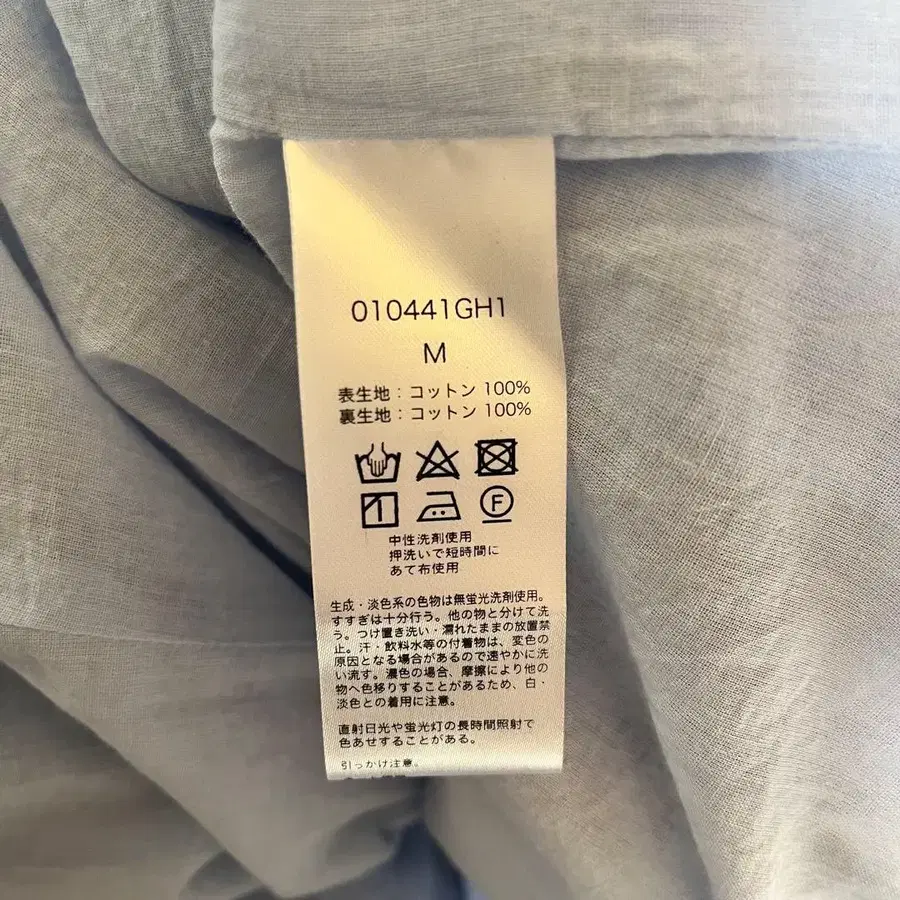 010441GH1
M
表生地：コットン 100%
裏生地：コットン 100%
F
中性洗剤使用
押洗いで短時間に
あて布使用
生成・淡色系の色物は無蛍光洗剤使用。
すすぎは十分行う。他の物と分けて洗
う。つけ置き洗い・濡れたままの放置禁
止。汗・飲料水等の付着物は、変色の
原因となる場合があるので速やかに洗
い流す。濃色の場合、摩擦により他の
物へ色移りすることがあるため、白・
淡色との着用に注意。
直射日光や蛍光灯の長時間照射で
色あせすることがある。
引っかけ注意。